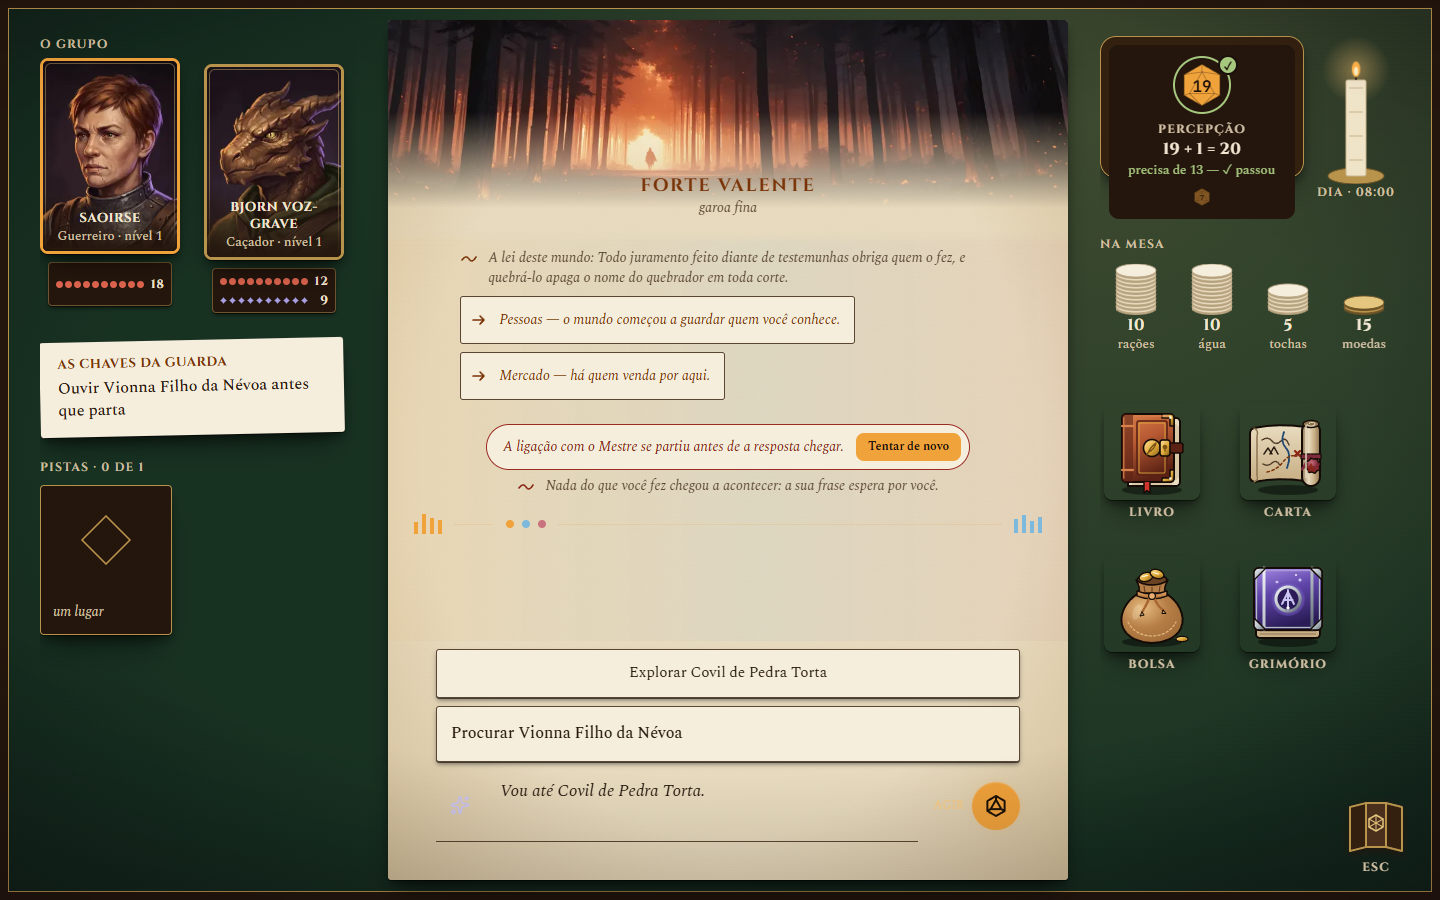 O GRUPO
SAOIRSE
Guerreiro · nível 1
18
BJORN VOZ-
GRAVE
Caçador · nível 1
12
9
AS CHAVES DA GUARDA
Ouvir Vionna Filho da Névoa antes
que parta
PISTAS · 0 DE 1
um lugar
FORTE VALENTE
garoa fina
A lei deste mundo: Todo juramento feito diante de testemunhas obriga quem o fez, e
quebrá-lo apaga o nome do quebrador em toda corte.
Pessoas — o mundo começou a guardar quem você conhece.
Mercado — há quem venda por aqui.
A ligação com o Mestre se partiu antes de a resposta chegar.
Tentar de novo
Nada do que você fez chegou a acontecer: a sua frase espera por você.
Explorar Covil de Pedra Torta
Procurar Vionna Filho da Névoa
Vou até Covil de Pedra Torta.
19
PERCEPÇÃO
19 + 1 = 20
precisa de 13 — ✓ passou
DIA · 08:00
NA MESA
10
rações
10
água
5
tochas
15
moedas
LIVRO
CARTA
BOLSA
GRIMÓRIO
ESC